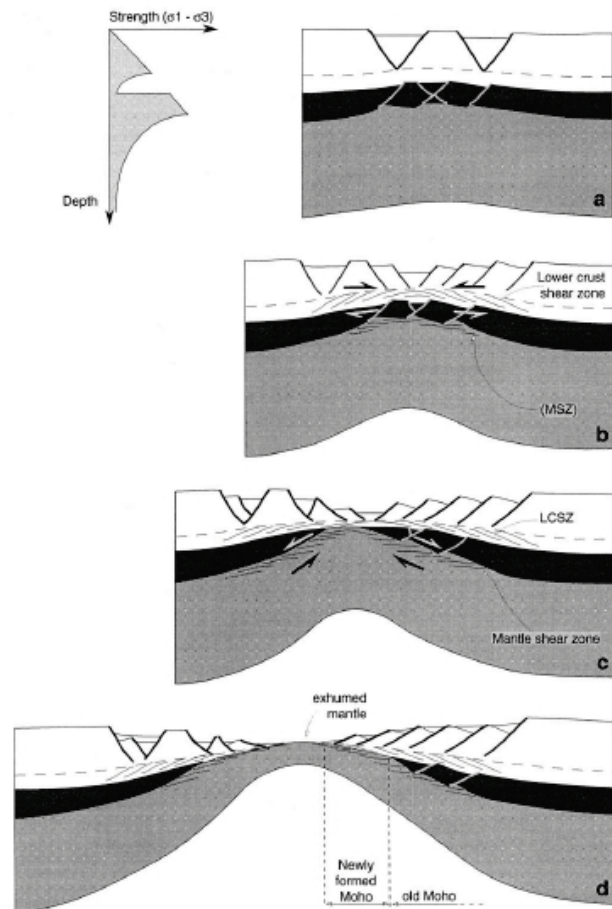 Strength (σ1 - σ3)
Depth
a
Lower crust
shear zone
(MSZ)
b
LCSZ
Mantle shear zone
c
exhumed
mantle
Newly
formed
Moho
old Moho
d